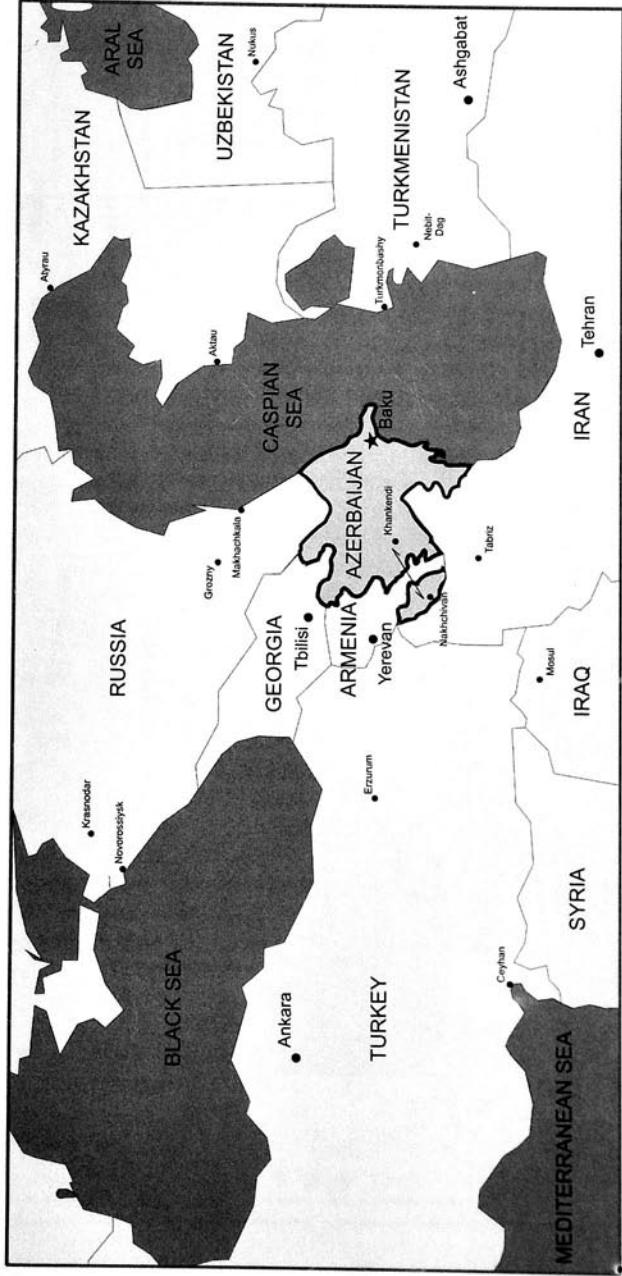 ARAL
SEA
KAZAKHSTAN
UZBEKISTAN
Nukus
TURKMENISTAN
Ashgabat
Nebit-
Dag
Turkmonbashy
Atyrau
Aktau
CASPIAN
SEA
RUSSIA
Grozny
Makhachkala
Krasnodar
Novorossiysk
BLACK SEA
GEORGIA
Tbilisi
ARMENIA
Yerevan
AZERBAIJAN
Baku
Khankendi
Nakhchivan
Tabriz
Tehran
IRAN
Erzurum
Ankara
TURKEY
Ceyhan
Mosul
IRAQ
SYRIA
MEDITERRANEAN SEA